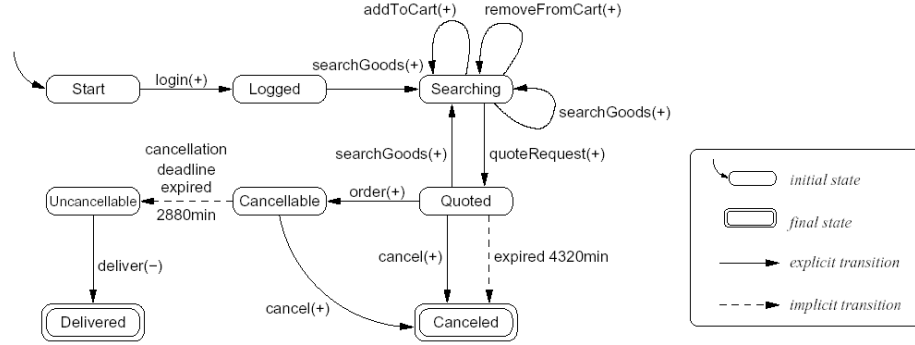 addToCart(+)
removeFromCart(+)
login(+)
searchGoods(+)
Start
Logged
Searching
searchGoods(+)
cancellation
deadline
expired
2880min
searchGoods(+)
quoteRequest(+)
order(+)
Uncancellable
Cancellable
Quoted
deliver(−)
cancel(+)
expired 4320min
cancel(+)
Delivered
Canceled
initial state
final state
explicit transition
implicit transition